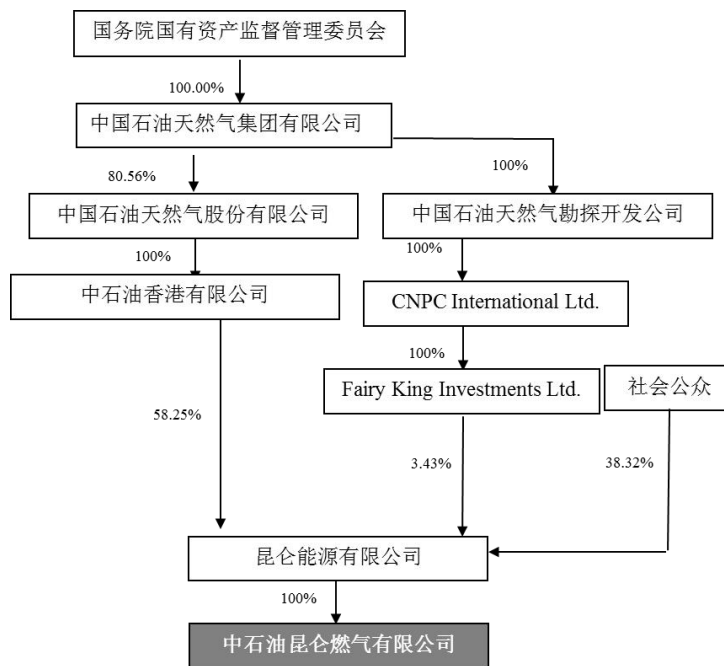 国务院国有资产监督管理委员会
100.00%
中国石油天然气集团有限公司
80.56%
100%
中国石油天然气股份有限公司
中国石油天然气勘探开发公司
100%
100%
中石油香港有限公司
CNPC International Ltd.
100%
Fairy King Investments Ltd.
社会公众
58.25%
3.43%
38.32%
昆仑能源有限公司
100%
中石油昆仑燃气有限公司